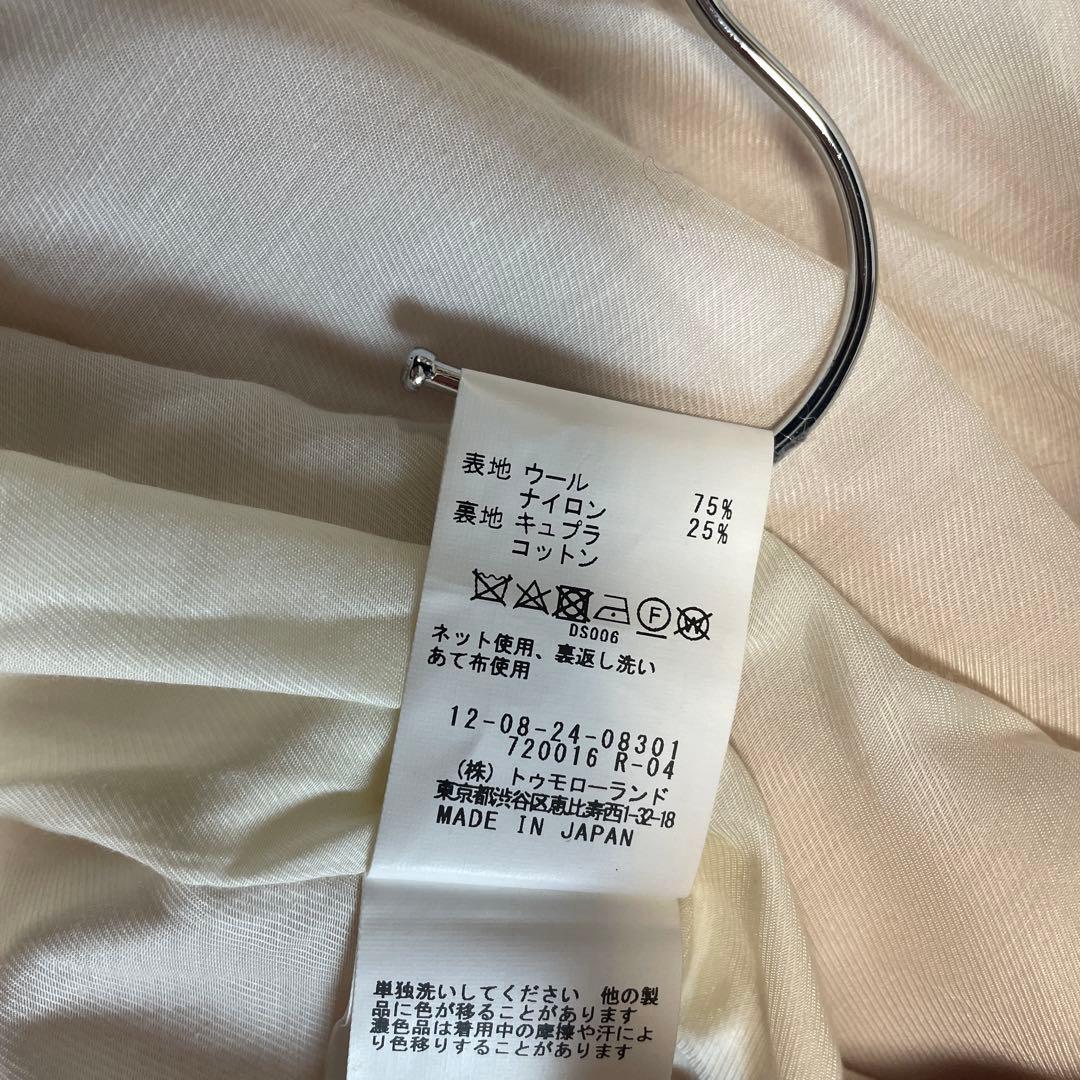 表地 ウール 75%
ナイロン 25%
裏地 キュプラ
コットン
F W
DS006
ネット使用、裏返し洗い
あて布使用
12-08-24-08301
720016 R-04
(株) トゥモローランド
東京都渋谷区恵比寿西1-32-18
MADE IN JAPAN
単独洗いしてください 他の製
品に色が移ることがあります
濃色品は着用中の摩擦や汗によ
り色移りすることがあります